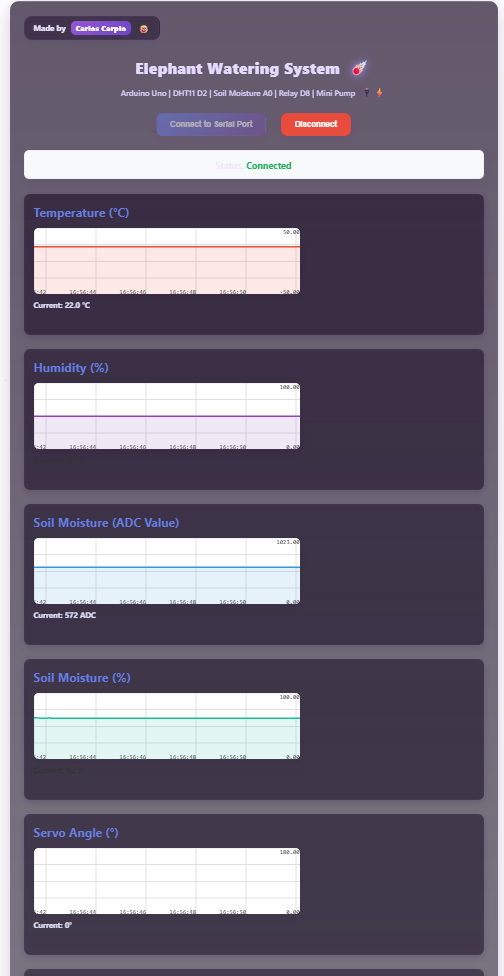 Made by Carlos Carpio
Elephant Watering System
Arduino Uno | DHT11 D2 | Soil Moisture A0 | Relay D8 | Mini Pump
Connect to Serial Port
Disconnect
Status: Connected
Temperature (°C)
50.00
:42 16:56:44 16:56:46 16:56:48 16:56:50 -50.00
Current: 22.0 °C
Humidity (%)
100.00
:42 16:56:44 16:56:46 16:56:48 16:56:50 0.00
Soil Moisture (ADC Value)
1023.00
:42 16:56:44 16:56:46 16:56:48 16:56:50 0.00
Current: 572 ADC
Soil Moisture (%)
100.00
:42 16:56:44 16:56:46 16:56:48 16:56:50 0.00
Servo Angle (°)
180.00
:42 16:56:44 16:56:46 16:56:48 16:56:50 0.00
Current: 0°